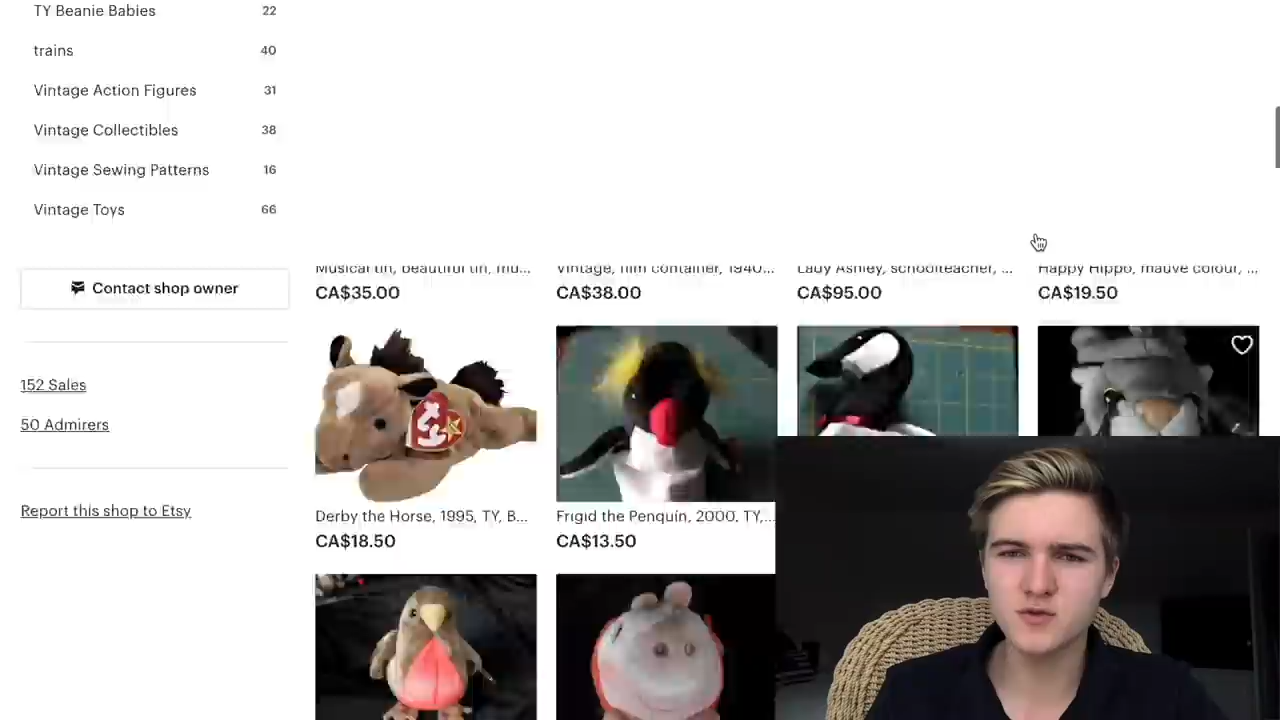 TY Beanie Babies 22
trains 40
Vintage Action Figures 31
Vintage Collectibles 38
Vintage Sewing Patterns 16
Vintage Toys 66
Contact shop owner
152 Sales
50 Admirers
Report this shop to Etsy
Musical tin, beautiful tin, mu...
CA$35.00
Vintage, film container, 1940...
CA$38.00
Lady Ashley, schoolteacher, ...
CA$95.00
Happy Hippo, mauve colour, ...
CA$19.50
ty
Derby the Horse, 1995, TY, B...
CA$18.50
Frigid the Penquin, 2000, TY,...
CA$13.50